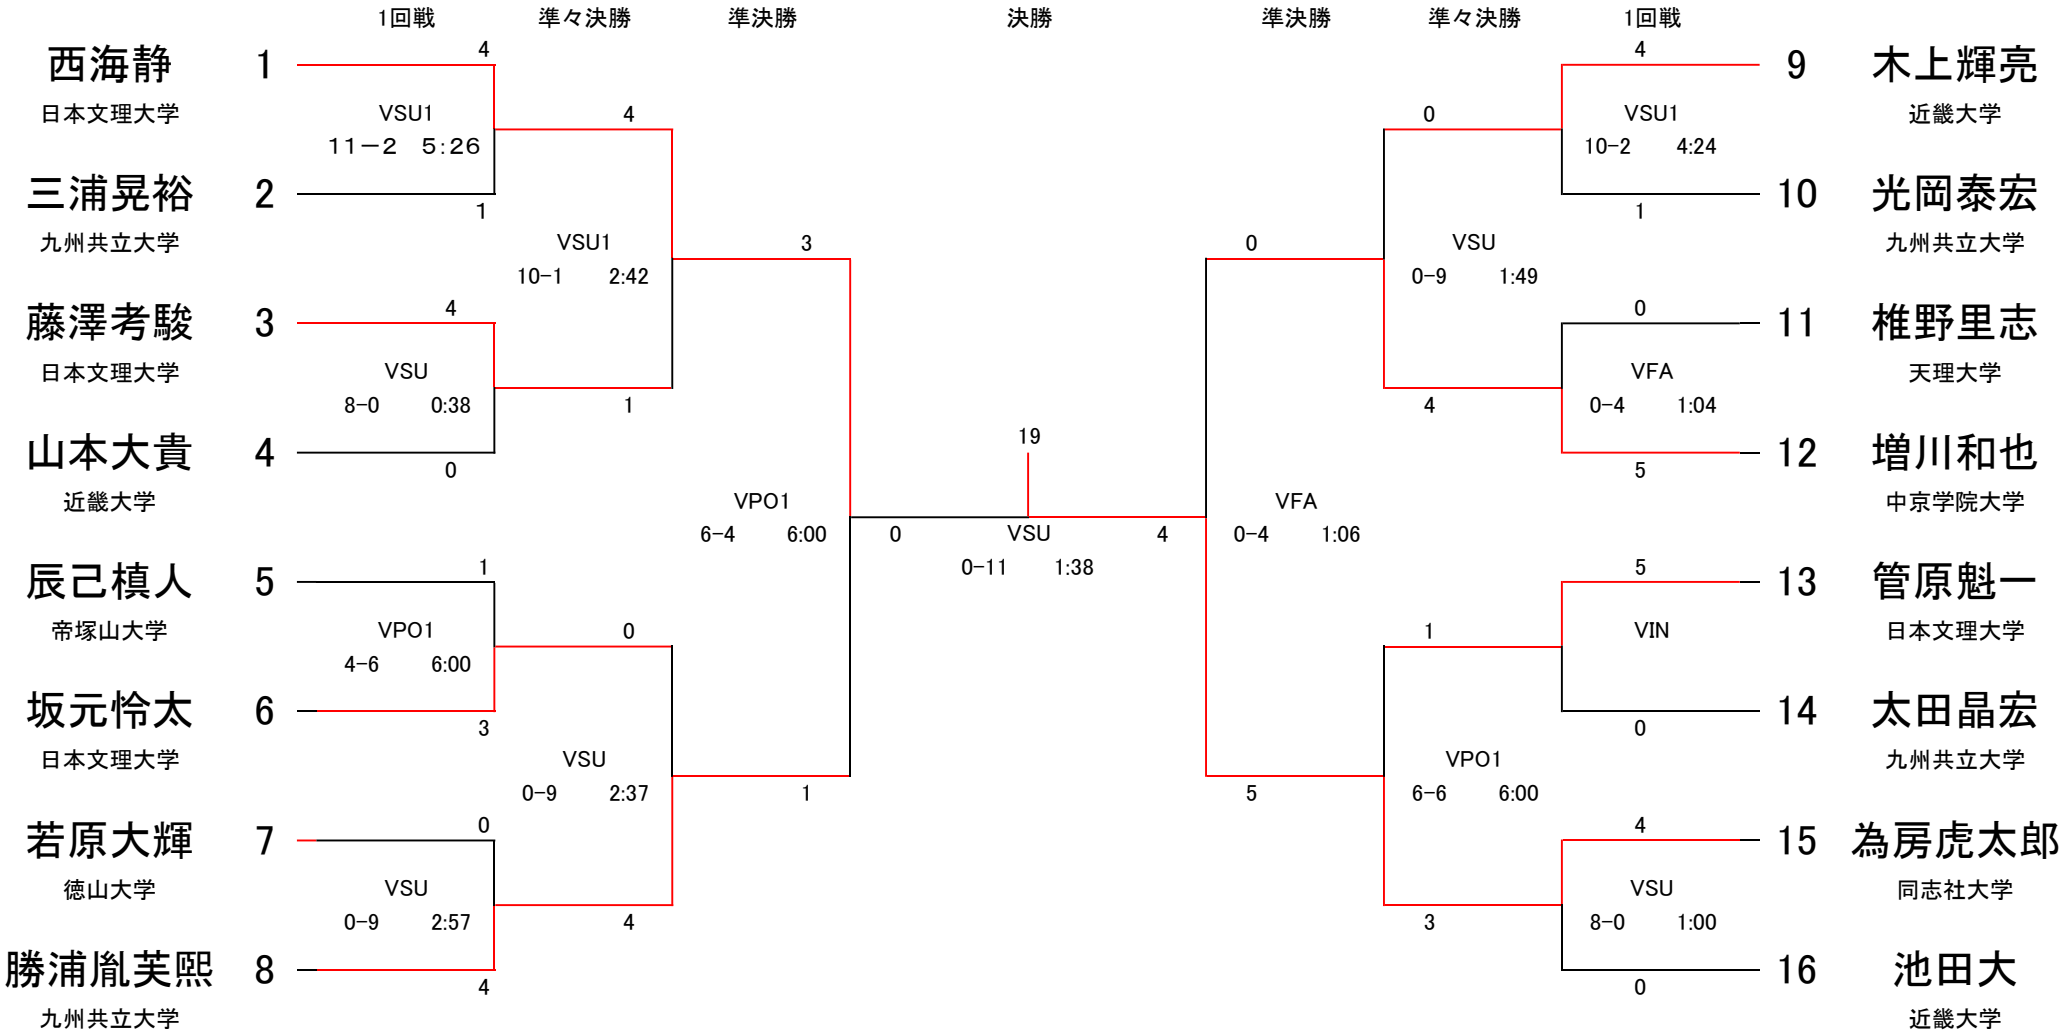 1回戦 準々決勝 準決勝 決勝 準決勝 準々決勝 1回戦
西海静 1 4
日本文理大学
VSU1
11－2 5:26
三浦晃裕 2 1
九州共立大学
4
VSU1
10-1 2:42
藤澤考駿 3 4
日本文理大学
VSU
8-0 0:38
山本大貴 4 0
近畿大学
1
3
VPO1
6-4 6:00
辰己槙人 5 1
帝塚山大学
VPO1
4-6 6:00
坂元怜太 6 3
日本文理大学
0
VSU
0-9 2:37
若原大輝 7 0
徳山大学
VSU
0-9 2:57
勝浦胤芙煕 8 4
九州共立大学
4
1
19
0 VSU 4
0-11 1:38
4 9 木上輝亮
近畿大学
VSU1
10-2 4:24
1 10 光岡泰宏
九州共立大学
0
VSU
0-9 1:49
0 11 椎野里志
天理大学
VFA
0-4 1:04
5 12 増川和也
中京学院大学
4
0
VFA
0-4 1:06
5 13 管原魁一
日本文理大学
VIN
0 14 太田晶宏
九州共立大学
1
VPO1
6-6 6:00
4 15 為房虎太郎
同志社大学
VSU
8-0 1:00
0 16 池田大
近畿大学
3
5